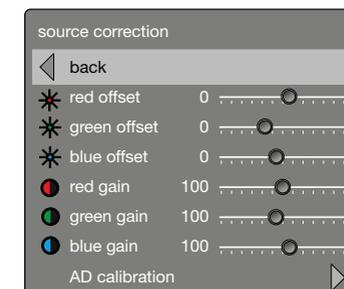 source correction
back
red offset 0
green offset 0
blue offset 0
red gain 100
green gain 100
blue gain 100
AD calibration